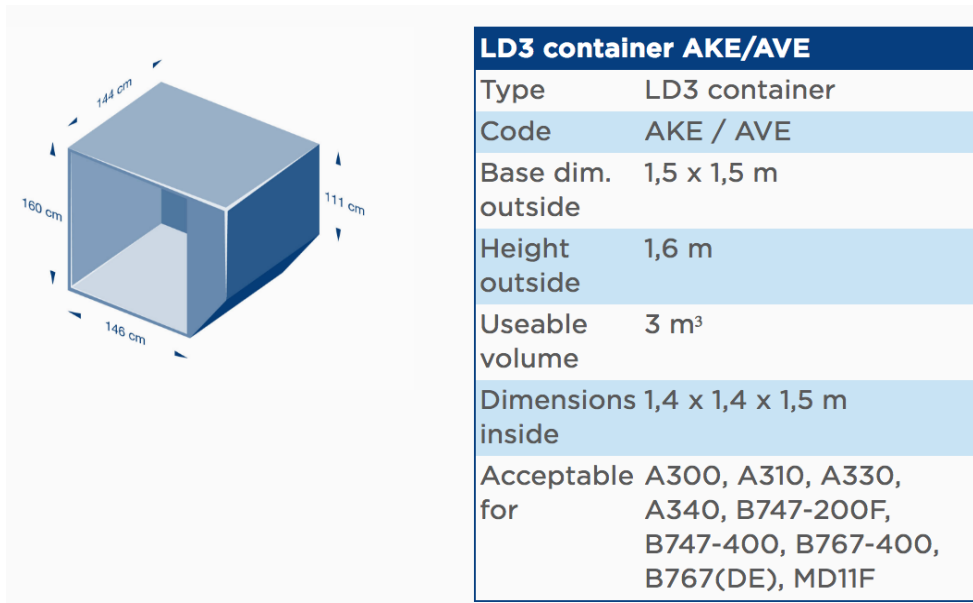 144 cm
160 cm
111 cm
146 cm
LD3 container AKE/AVE
Type LD3 container
Code AKE / AVE
Base dim. 1,5 x 1,5 m
outside
Height 1,6 m
outside
Useable 3 m³
volume
Dimensions 1,4 x 1,4 x 1,5 m
inside
Acceptable A300, A310, A330,
for A340, B747-200F,
B747-400, B767-400,
B767(DE), MD11F